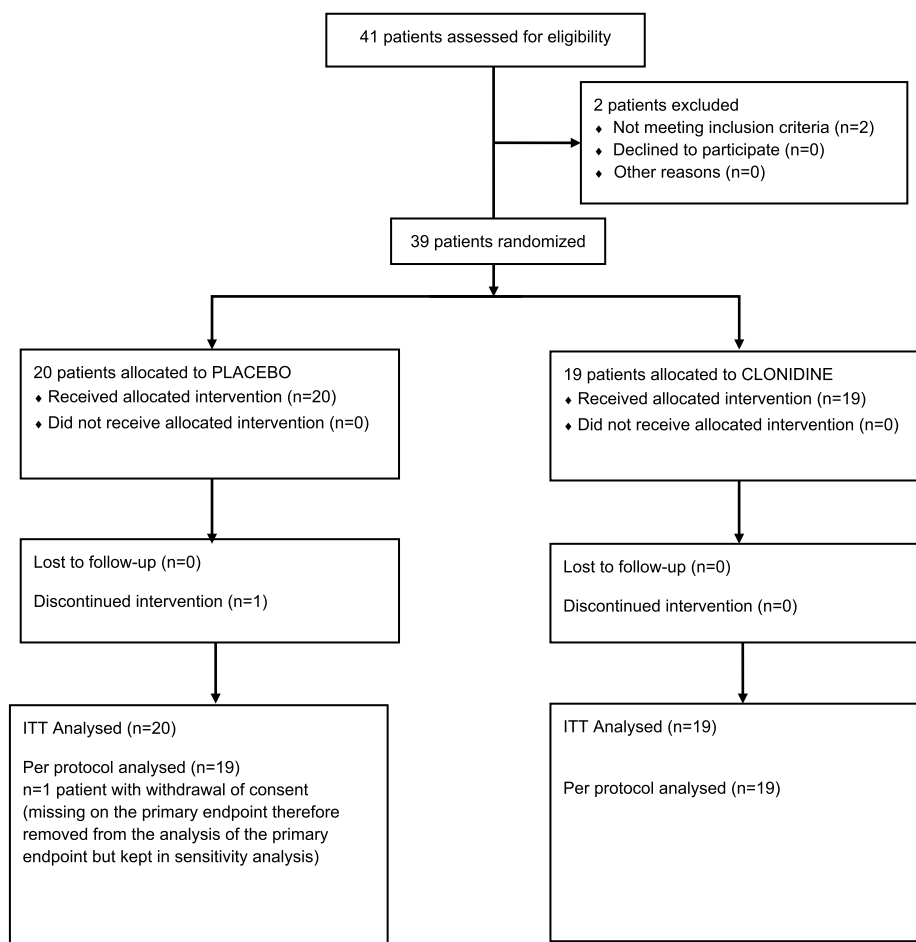 41 patients assessed for eligibility
2 patients excluded
♦ Not meeting inclusion criteria (n=2)
♦ Declined to participate (n=0)
♦ Other reasons (n=0)
39 patients randomized
20 patients allocated to PLACEBO
♦ Received allocated intervention (n=20)
♦ Did not receive allocated intervention (n=0)
19 patients allocated to CLONIDINE
♦ Received allocated intervention (n=19)
♦ Did not receive allocated intervention (n=0)
Lost to follow-up (n=0)
Discontinued intervention (n=1)
Lost to follow-up (n=0)
Discontinued intervention (n=0)
ITT Analysed (n=20)
Per protocol analysed (n=19)
n=1 patient with withdrawal of consent
(missing on the primary endpoint therefore
removed from the analysis of the primary
endpoint but kept in sensitivity analysis)
ITT Analysed (n=19)
Per protocol analysed (n=19)